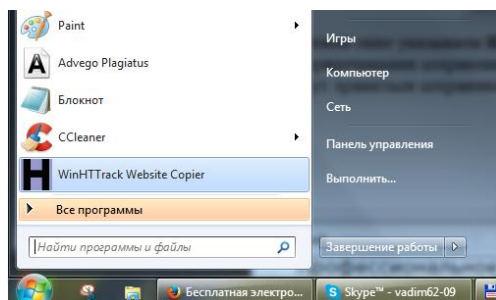 Paint
Advego Plagiatus
Блокнот
CCleaner
WinHTTrack Website Copier
Все программы
Найти программы и файлы
Игры
Компьютер
Сеть
Панель управления
Выполнить...
Завершение работы
Бесплатная электро...
Skype™ - vadim62-09